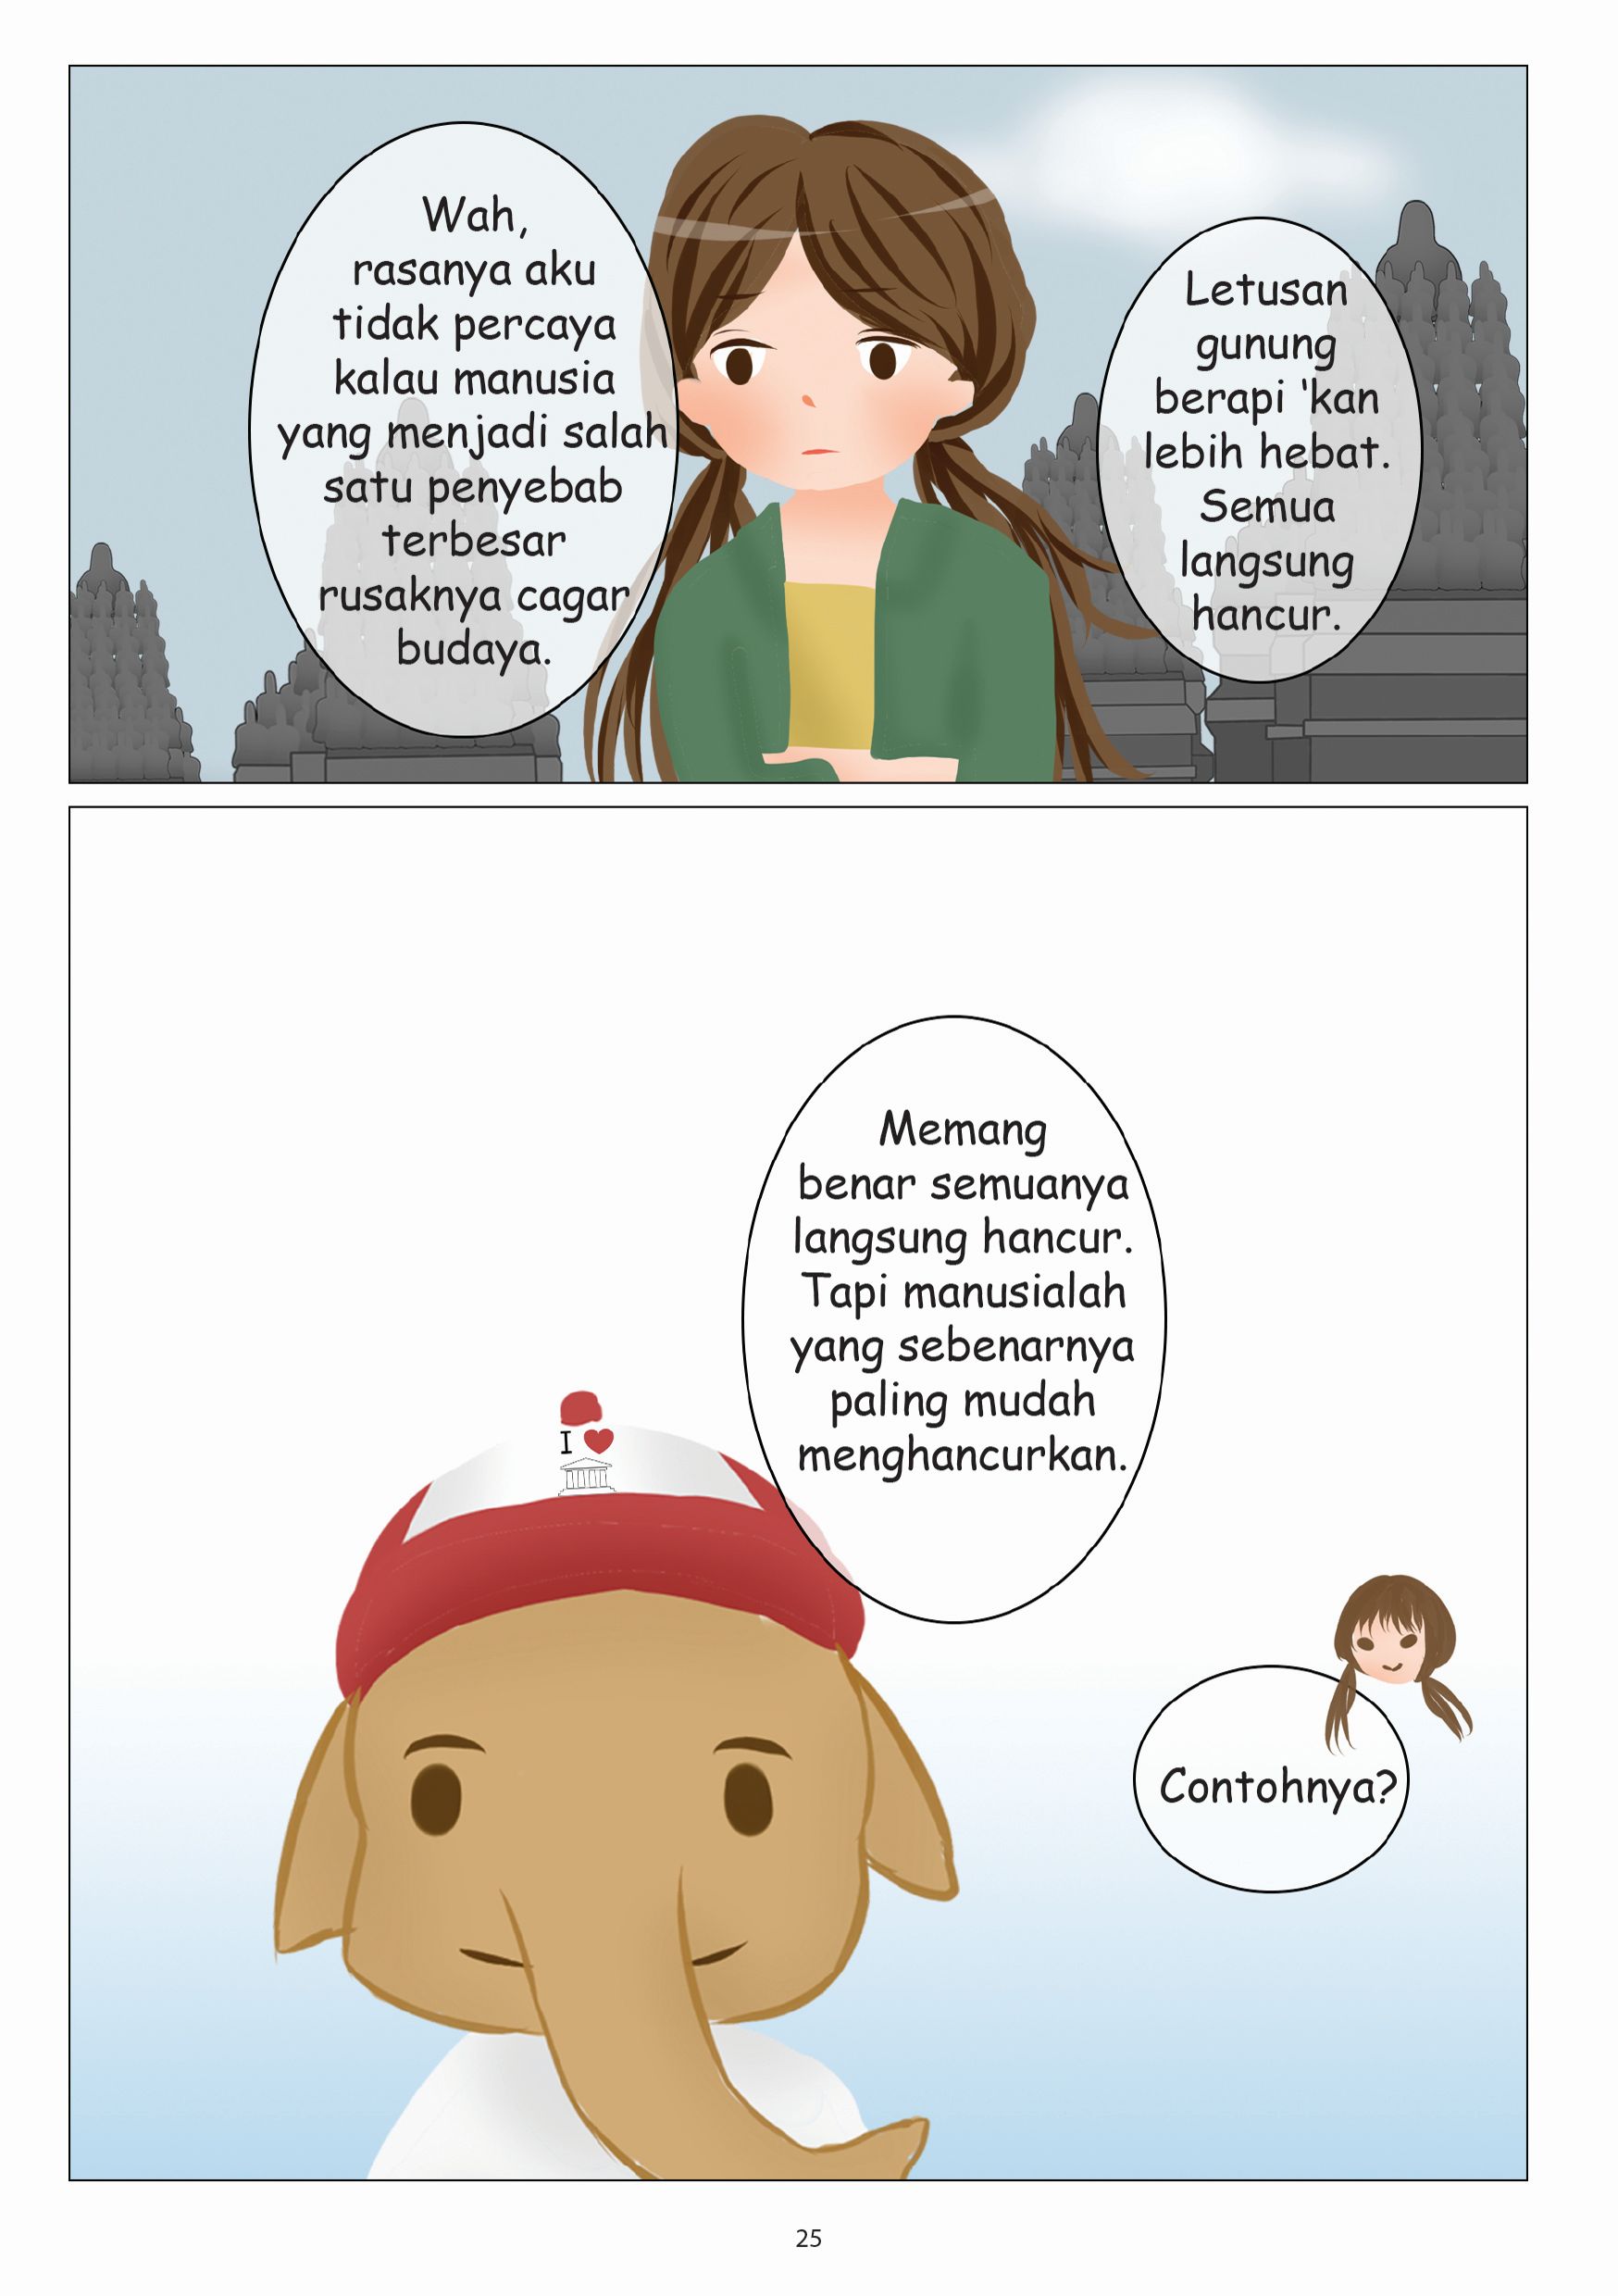 Wah,
rasanya aku
tidak percaya
kalau manusia
yang menjadi salah
satu penyebab
terbesar
rusaknya cagar
budaya.
Letusan
gunung
berapi 'kan
lebih hebat.
Semua
langsung
hancur.
Memang
benar semuanya
langsung hancur.
Tapi manusialah
yang sebenarnya
paling mudah
menghancurkan.
I
Contohnya?
25